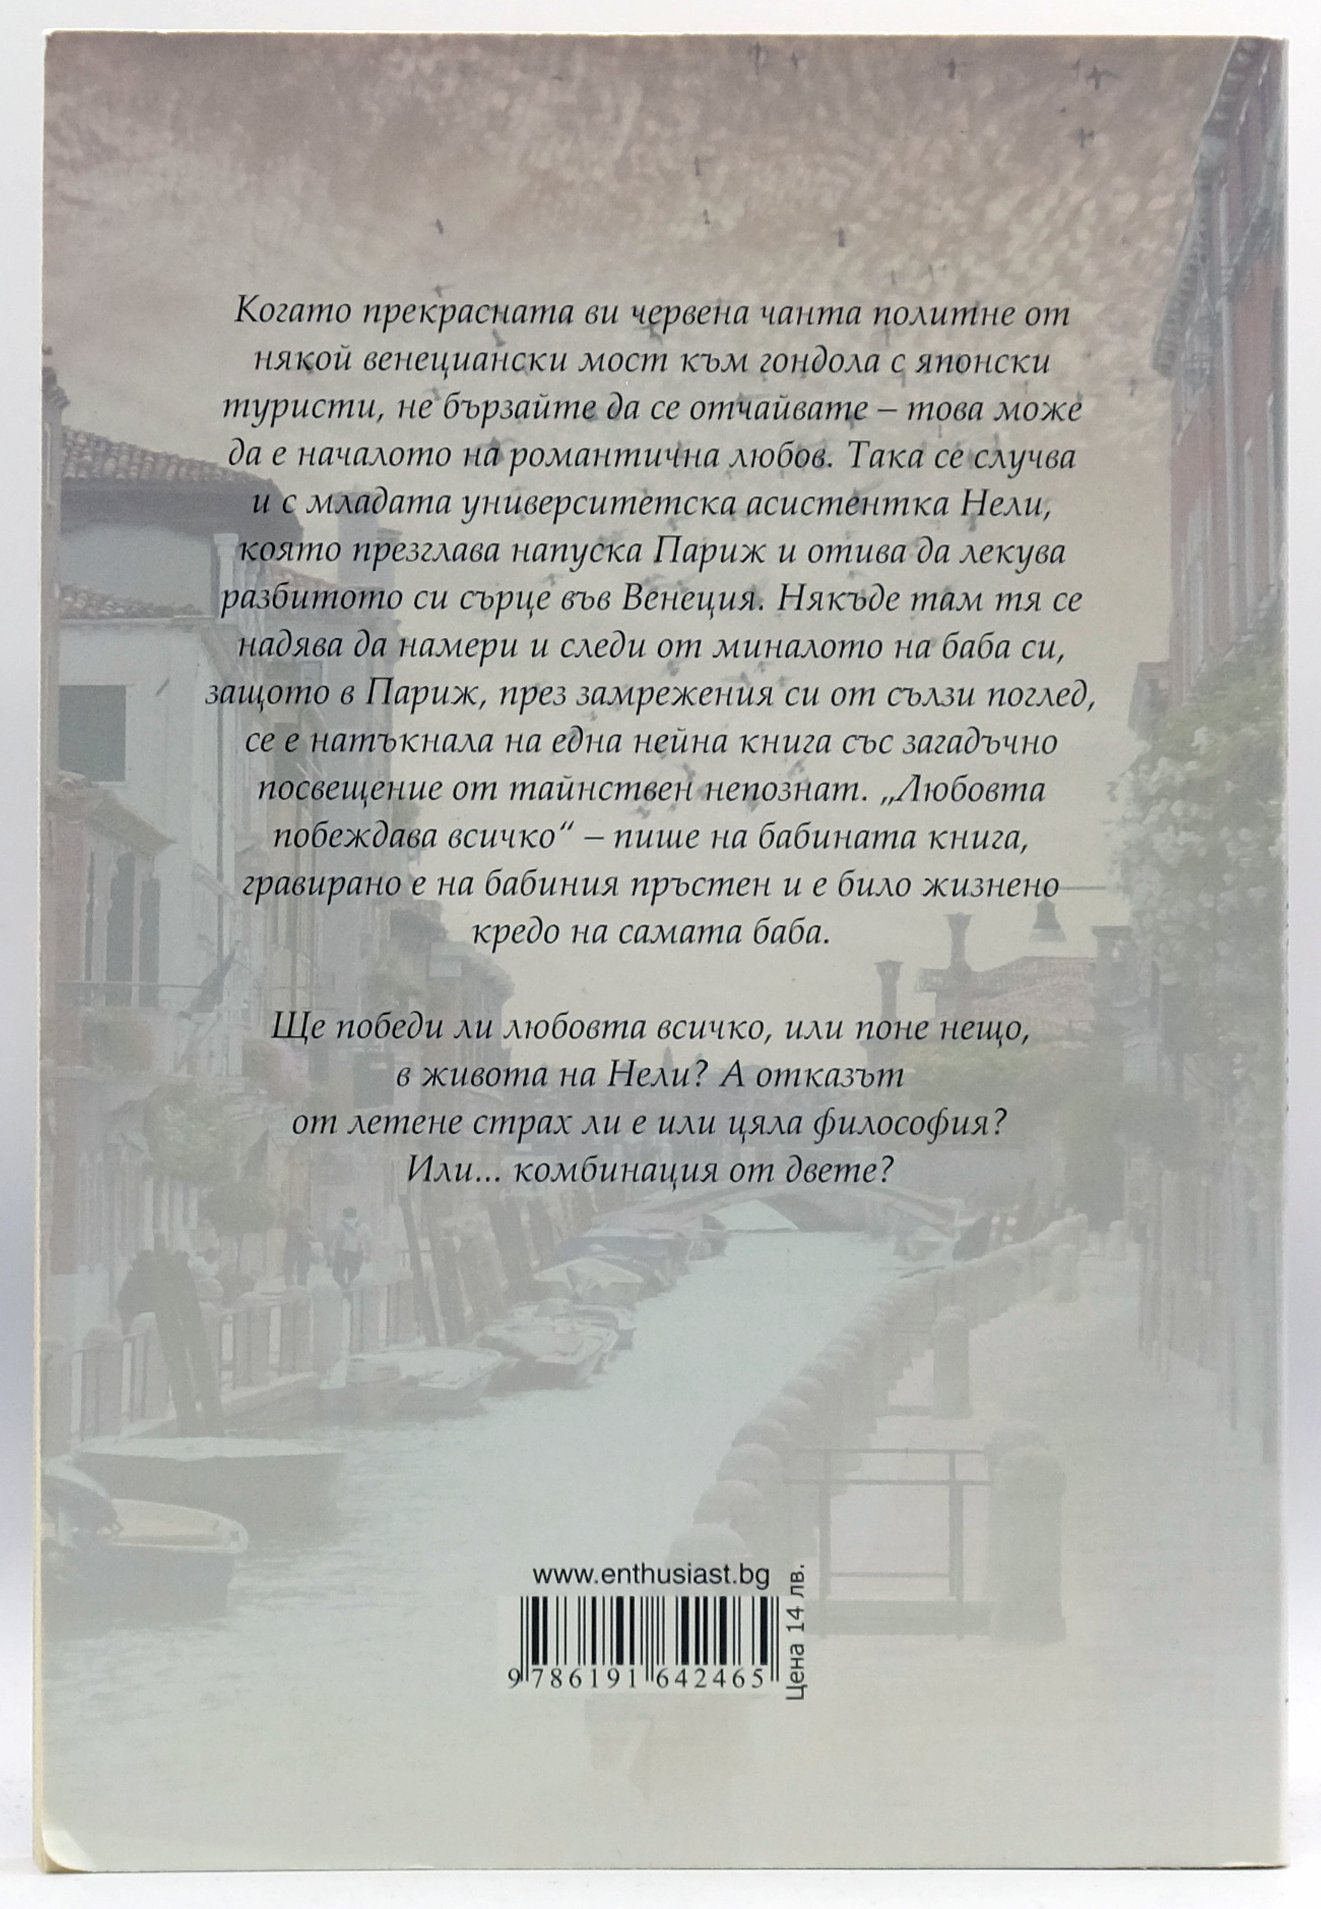 Когато прекрасната ви червена чанта политне от
някой венециански мост към гондола с японски
туристи, не бързайте да се отчайвате – това може
да е началото на романтична любов. Така се случва
и с младата университетска асистентка Нели,
която презглава напуска Париж и отива да лекува
разбитото си сърце във Венеция. Някъде там тя се
надява да намери и следи от миналото на баба си,
защото в Париж, през замрежения си от сълзи поглед,
се е натъкнала на една нейна книга със загадъчно
посвещение от тайнствен непознат. „Любовта
побеждава всичко“ – пише на бабината книга,
гравирано е на бабиния пръстен и е било жизнено
кредо на самата баба.
Ще победи ли любовта всичко, или поне нещо,
в живота на Нели? А отказът
от летене страх ли е или цяла философия?
Или... комбинация от двете?
www.enthusiast.bg
9 786191 642465
Цена 14 лв.